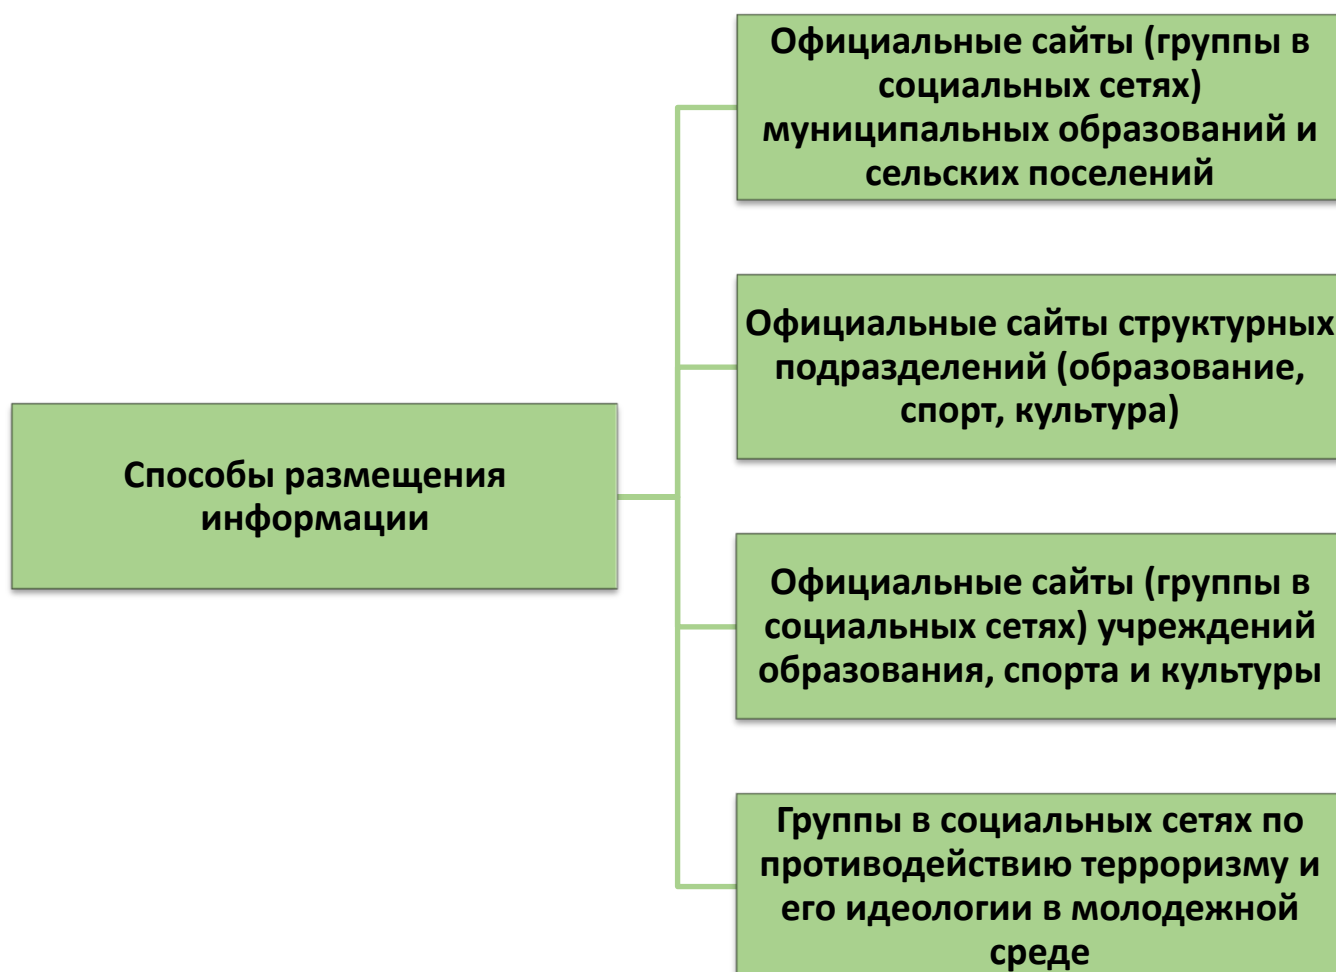 Официальные сайты (группы в
социальных сетях)
муниципальных образований и
сельских поселений
Официальные сайты структурных
подразделений (образование,
спорт, культура)
Способы размещения
информации
Официальные сайты (группы в
социальных сетях) учреждений
образования, спорта и культуры
Группы в социальных сетях по
противодействию терроризму и
его идеологии в молодежной
среде